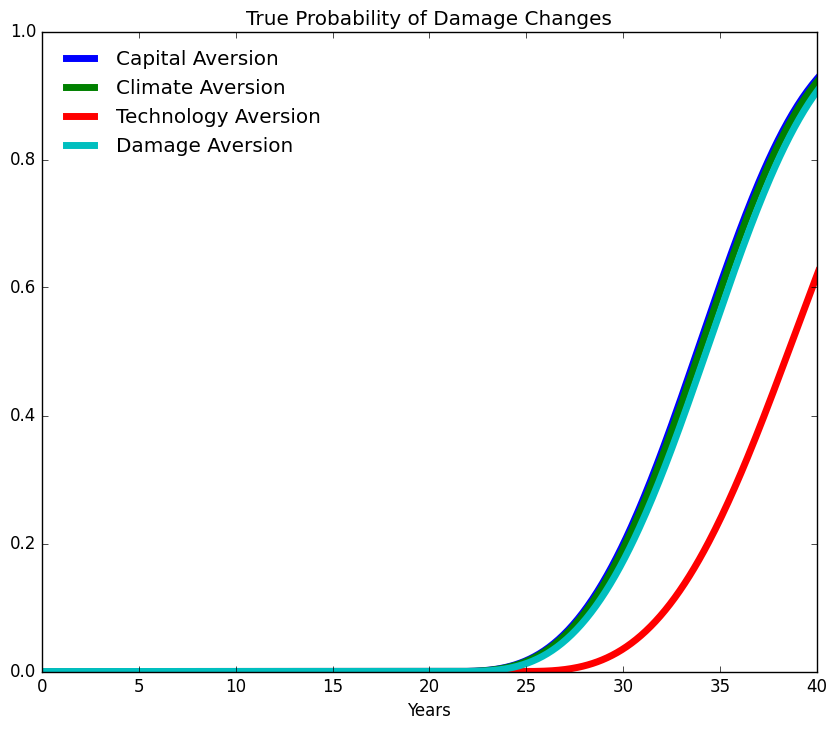 True Probability of Damage Changes
1.0
Capital Aversion
Climate Aversion
Technology Aversion
Damage Aversion
0.8
0.6
0.4
0.2
0.0
0 5 10 15 20 25 30 35 40
Years